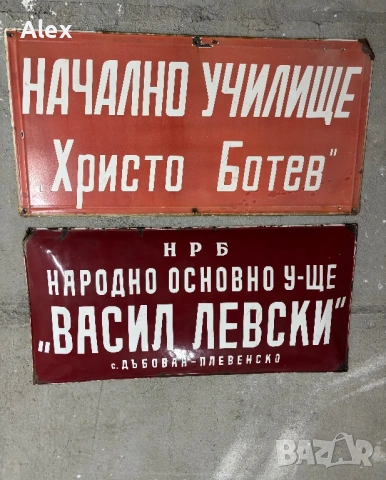 Alex
НАЧАЛНО УЧИЛИЩЕ
Христо Ботев"
НРБ
НАРОДНО ОСНОВНО У-ЩЕ
„ВАСИЛ ЛЕВСКИ"
с. ДЪБОВАН-ПЛЕВЕНСКО
BAZAR